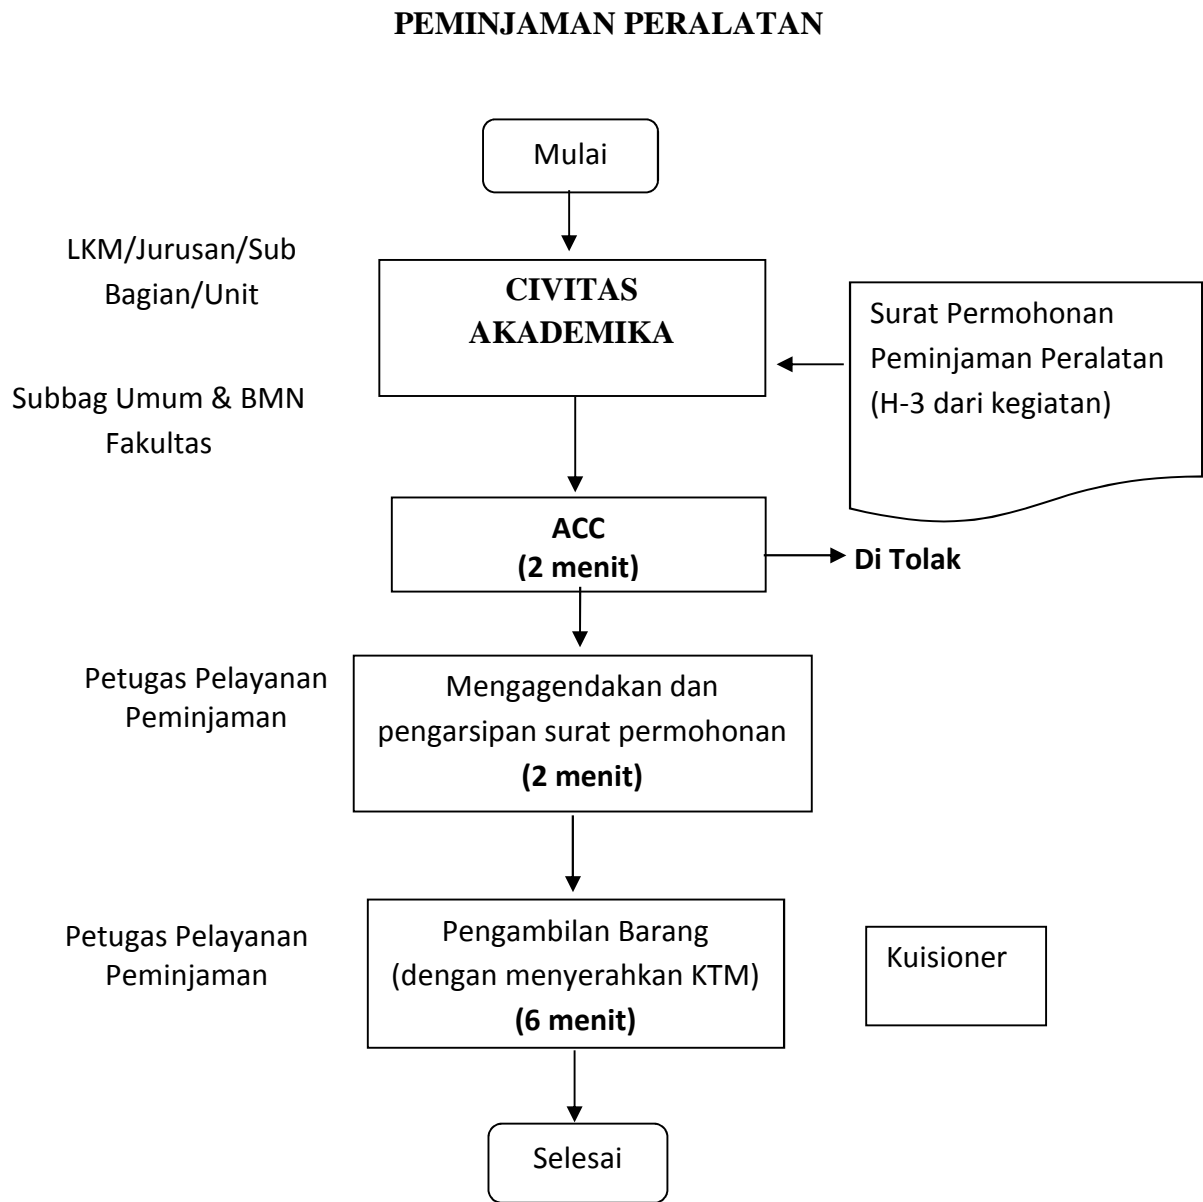 PEMINJAMAN PERALATAN
Mulai
LKM/Jurusan/Sub
Bagian/Unit
CIVITAS
AKADEMIKA
Surat Permohonan
Peminjaman Peralatan
(H-3 dari kegiatan)
Subbag Umum & BMN
Fakultas
ACC
(2 menit)
Di Tolak
Petugas Pelayanan
Peminjaman
Mengagendakan dan
pengarsipan surat permohonan
(2 menit)
Petugas Pelayanan
Peminjaman
Pengambilan Barang
(dengan menyerahkan KTM)
(6 menit)
Kuisioner
Selesai